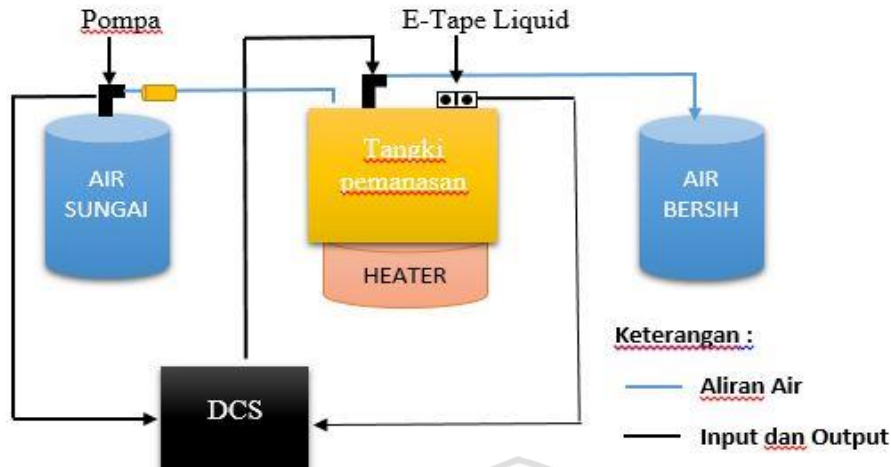 Pompa
E-Tape Liquid
AIR
SUNGAI
Tangki
pemanasan
AIR
BERSIH
HEATER
DCS
Keterangan :
Aliran Air
Input dan Output